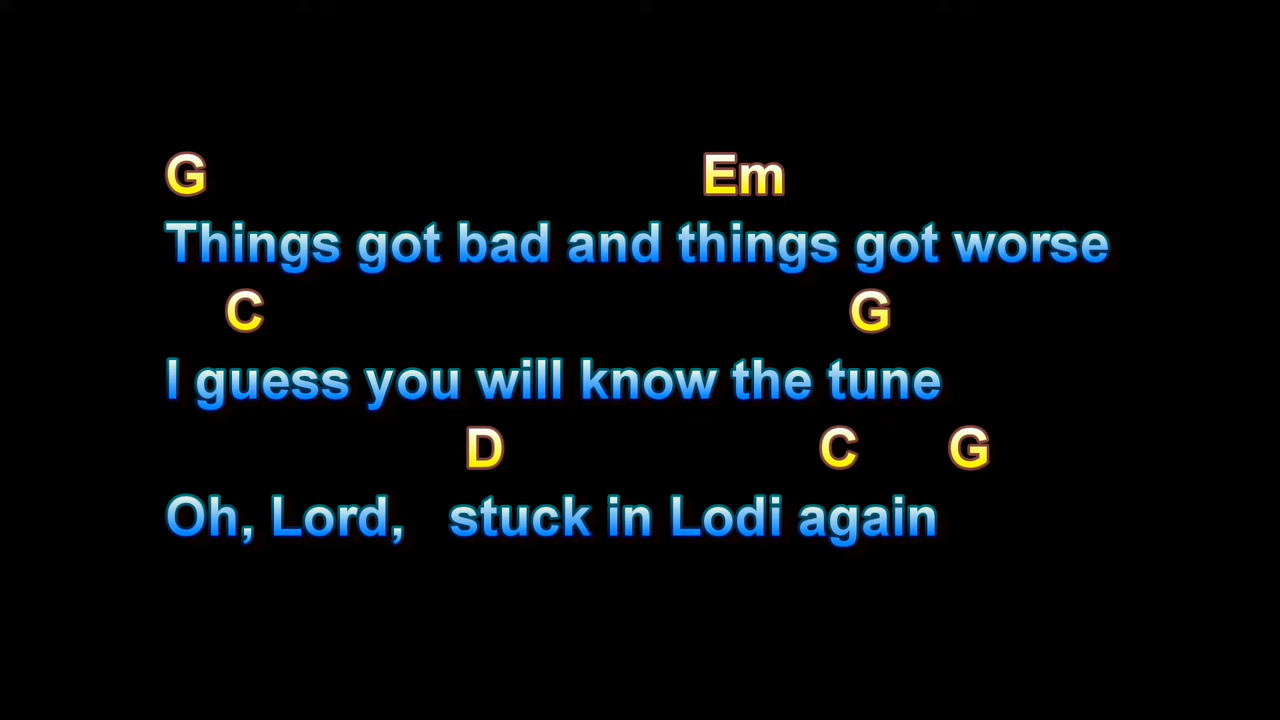 G Em
Things got bad and things got worse
C G
I guess you will know the tune
D C G
Oh, Lord, stuck in Lodi again